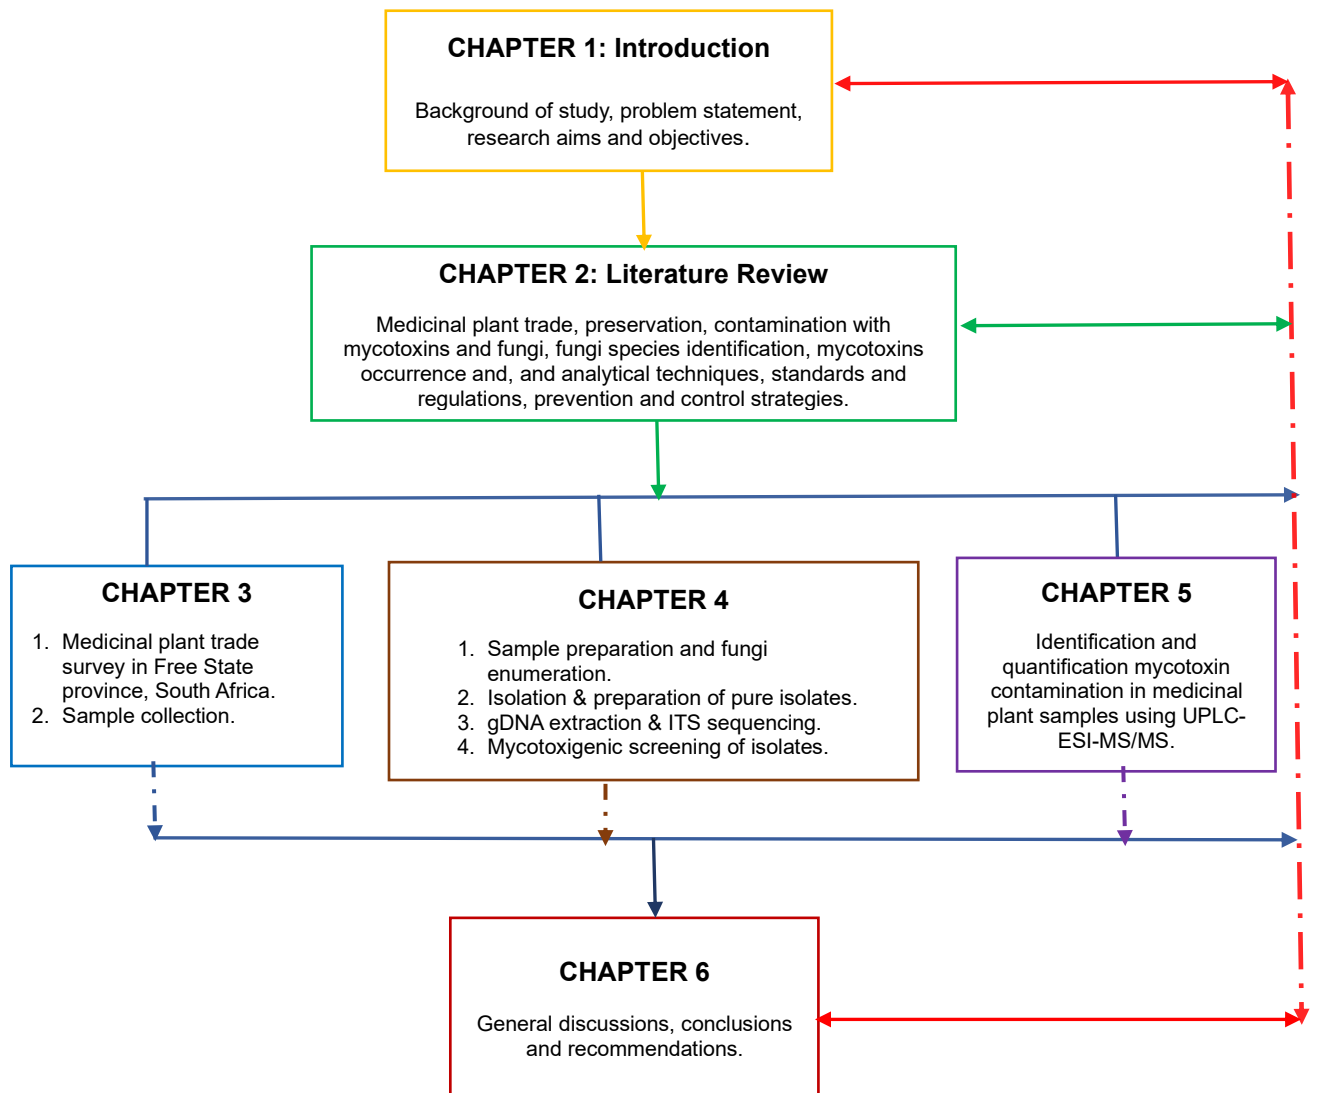 CHAPTER 1: Introduction
Background of study, problem statement,
research aims and objectives.
CHAPTER 2: Literature Review
Medicinal plant trade, preservation, contamination with
mycotoxins and fungi, fungi species identification, mycotoxins
occurrence and, and analytical techniques, standards and
regulations, prevention and control strategies.
CHAPTER 3
1. Medicinal plant trade
survey in Free State
province, South Africa.
2. Sample collection.
CHAPTER 4
1. Sample preparation and fungi
enumeration.
2. Isolation & preparation of pure isolates.
3. gDNA extraction & ITS sequencing.
4. Mycotoxigenic screening of isolates.
CHAPTER 5
Identification and
quantification mycotoxin
contamination in medicinal
plant samples using UPLC-
ESI-MS/MS.
CHAPTER 6
General discussions, conclusions
and recommendations.